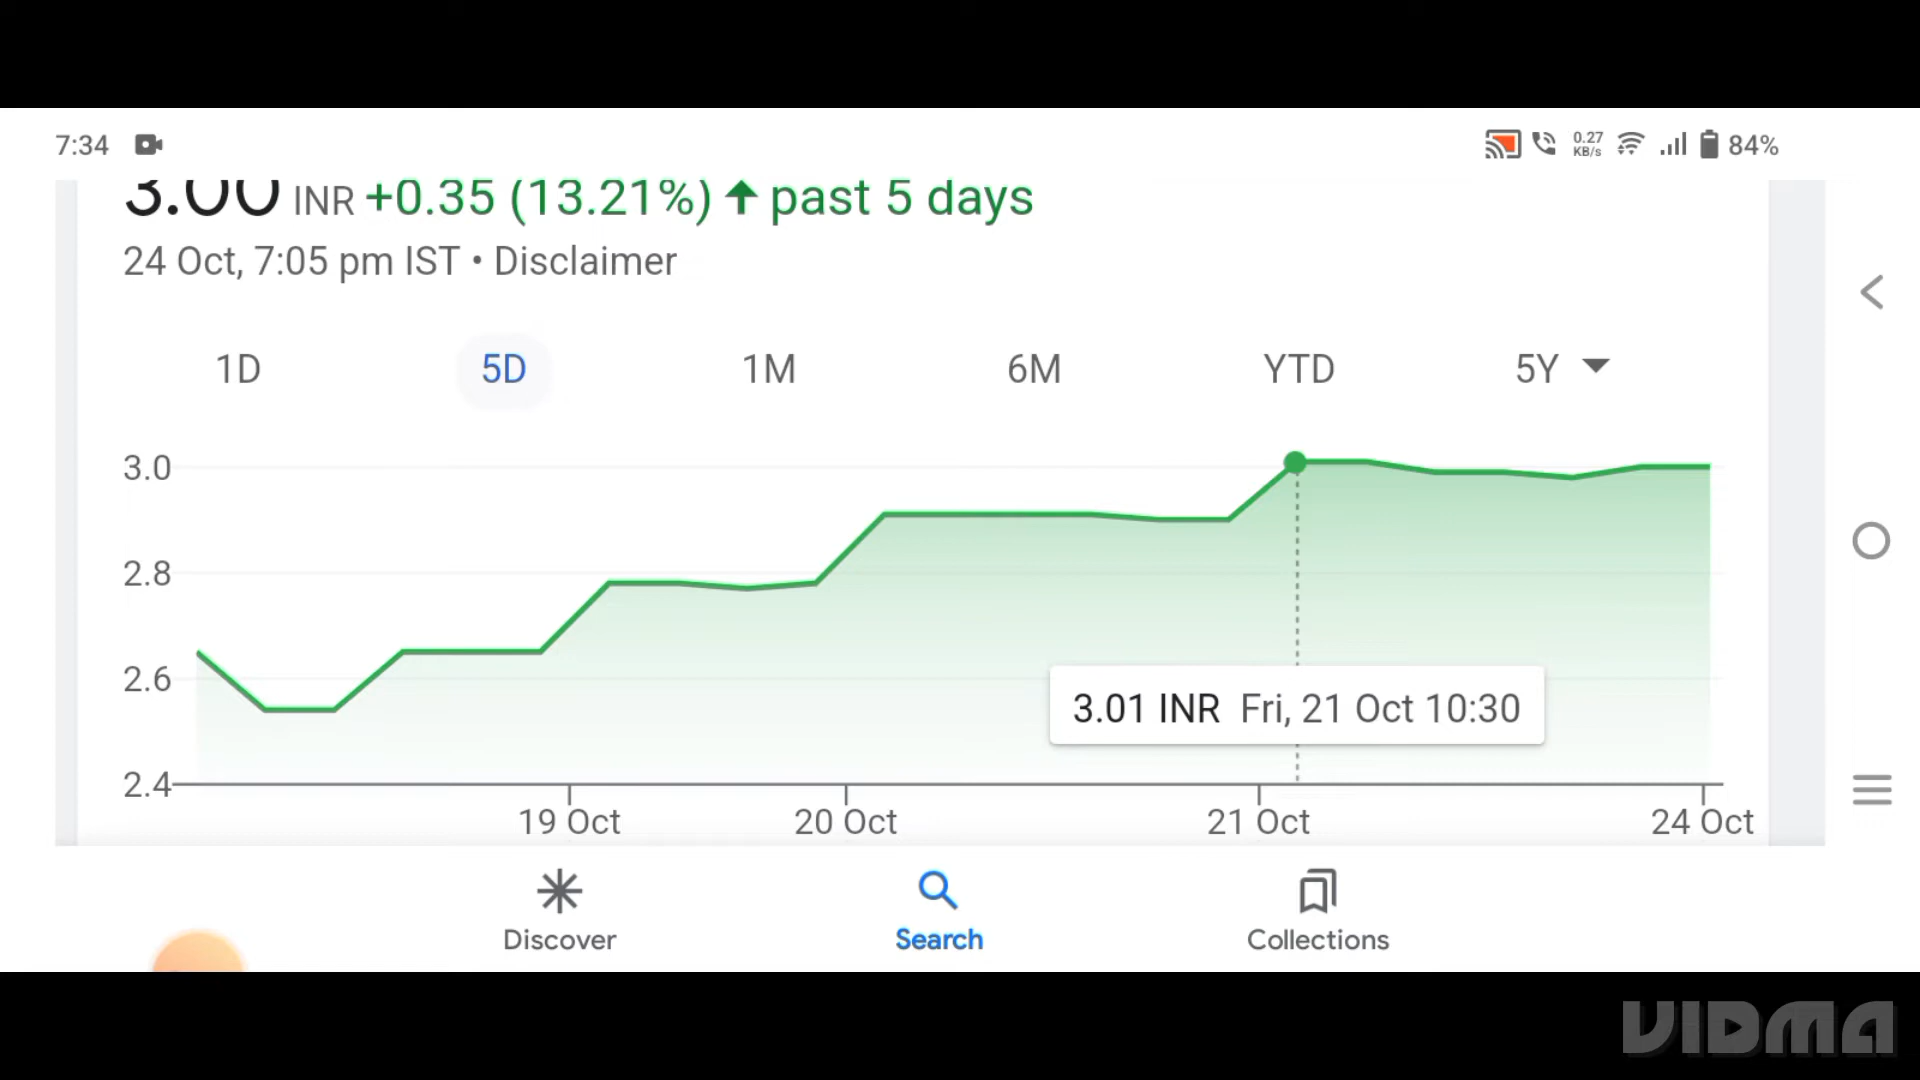 7:34 0.27 KB/s 84%
3.00 INR +0.35 (13.21%) ↑ past 5 days
24 Oct, 7:05 pm IST • Disclaimer
1D 5D 1M 6M YTD 5Y
3.0
2.8
2.6
3.01 INR Fri, 21 Oct 10:30
2.4
19 Oct 20 Oct 21 Oct 24 Oct
Discover Search Collections
VIDMA